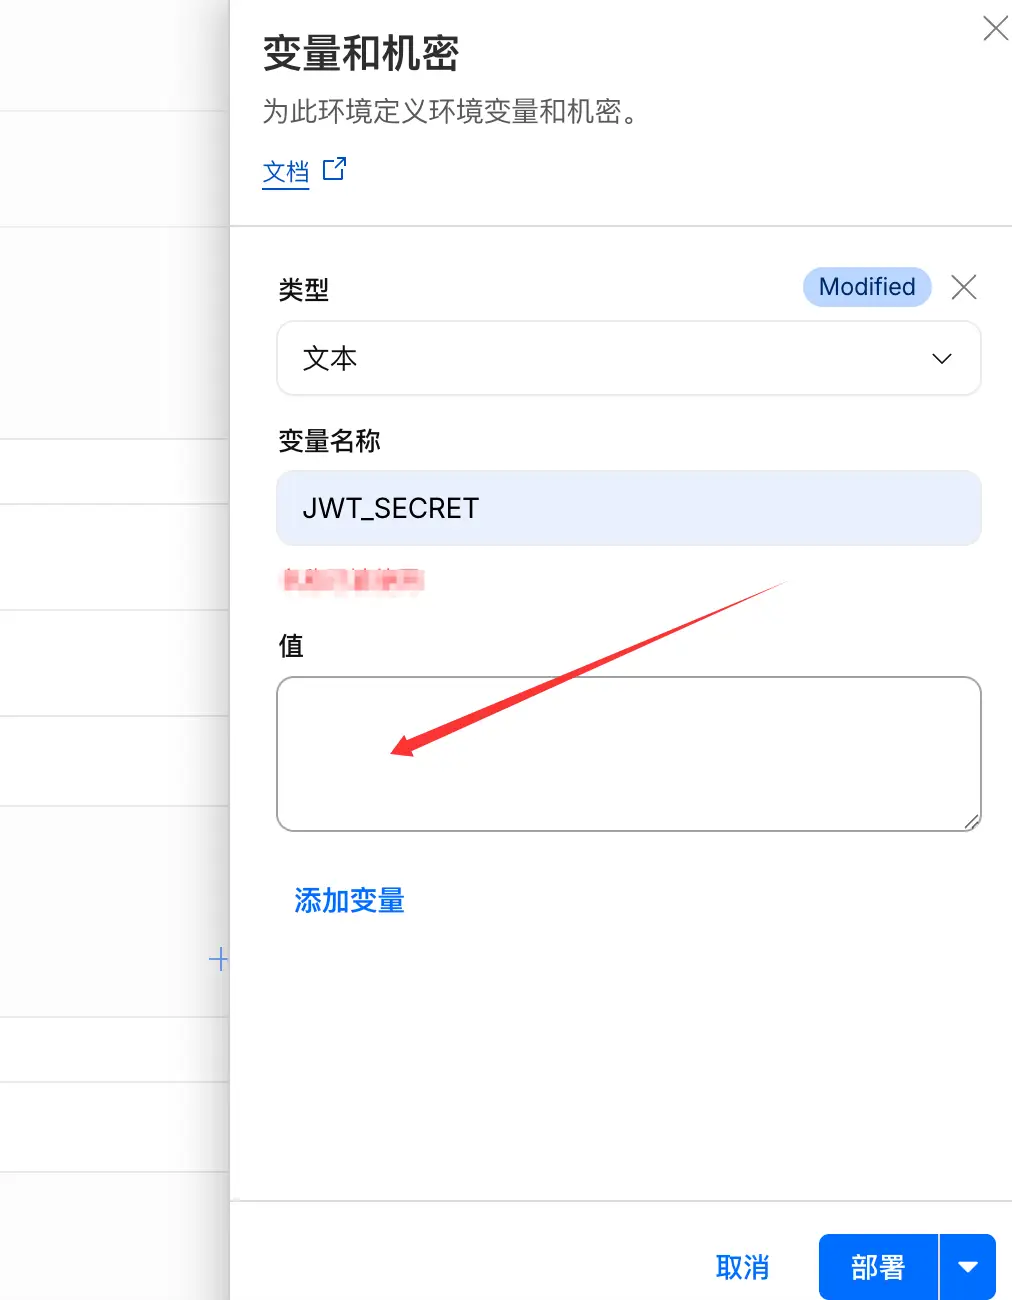 变量和机密
为此环境定义环境变量和机密。
文档
类型
Modified
文本
变量名称
JWT_SECRET
值
添加变量
取消
部署